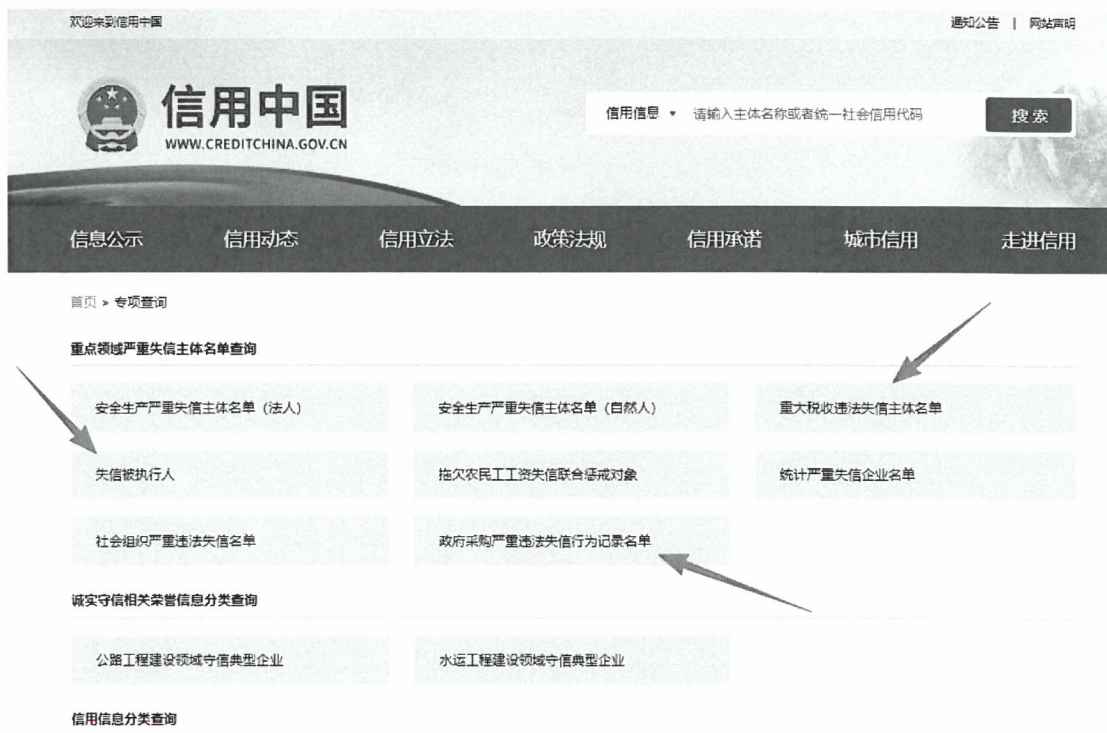 欢迎来到信用中国
通知公告 | 网站声明
信用中国
WWW.CREDITCHINA.GOV.CN
信用信息 ▾ 请输入主体名称或者统一社会信用代码 搜索
信息公示 信用动态 信用立法 政策法规 信用承诺 城市信用 走进信用
首页 » 专项查询
重点领域严重失信主体名单查询
安全生产严重失信主体名单（法人） 安全生产严重失信主体名单（自然人） 重大税收违法失信主体名单
失信被执行人 拖欠农民工工资失信联合惩戒对象 统计严重失信企业名单
社会组织严重违法失信名单 政府采购严重违法失信行为记录名单
诚实守信相关荣誉信息分类查询
公路工程建设领域守信典型企业 水运工程建设领域守信典型企业
信用信息分类查询